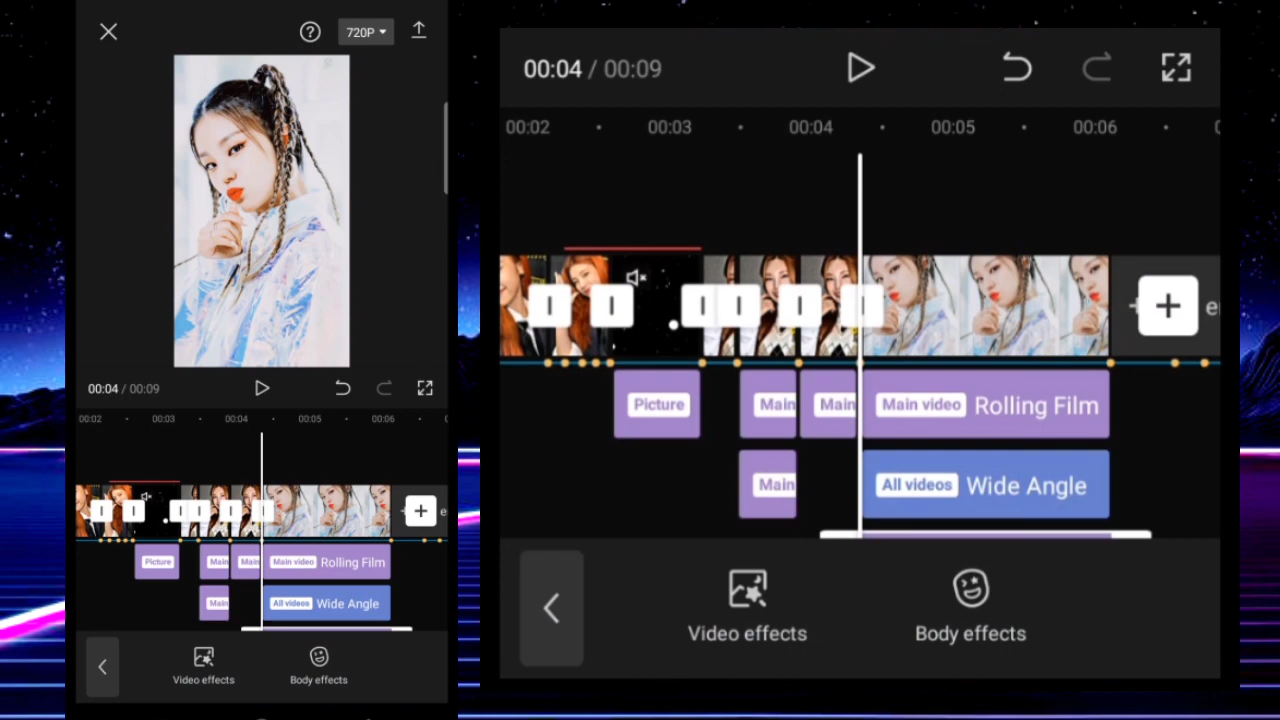 720P
00:04 / 00:09
00:02
00:03
00:04
00:05
00:06
Picture
Main
Main
Main video Rolling Film
Main
All videos Wide Angle
Video effects
Body effects
00:04 / 00:09
00:02
00:03
00:04
00:05
00:06
Picture
Main
Main
Main video Rolling Film
Main
All videos Wide Angle
Video effects
Body effects